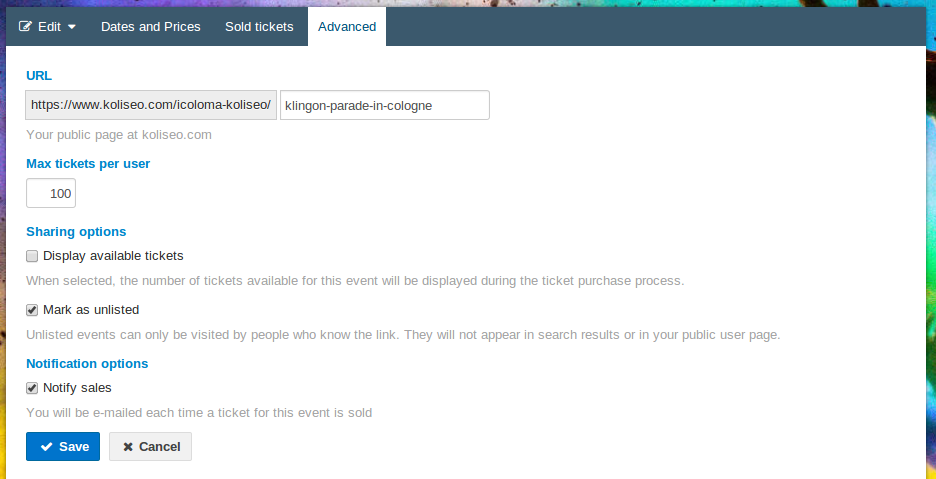 Edit Dates and Prices Sold tickets Advanced
URL
https://www.koliseo.com/icoloma-koliseo/ klingon-parade-in-cologne
Your public page at koliseo.com
Max tickets per user
100
Sharing options
Display available tickets
When selected, the number of tickets available for this event will be displayed during the ticket purchase process.
Mark as unlisted
Unlisted events can only be visited by people who know the link. They will not appear in search results or in your public user page.
Notification options
Notify sales
You will be e-mailed each time a ticket for this event is sold
Save Cancel